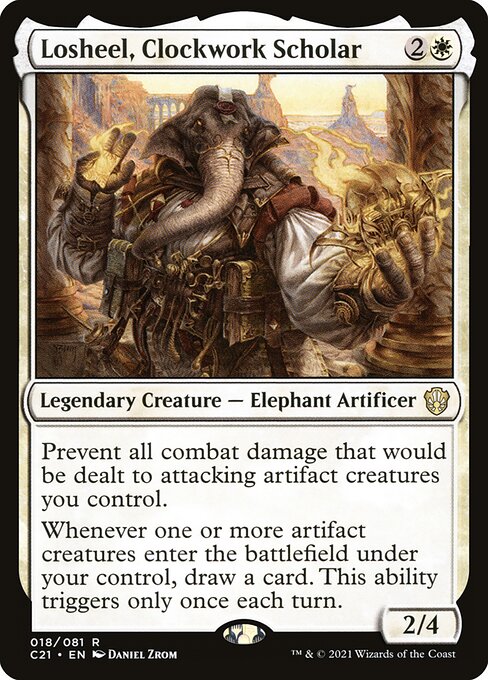 Losheel, Clockwork Scholar 2
Legendary Creature — Elephant Artificer
Prevent all combat damage that would
be dealt to attacking artifact creatures
you control.
Whenever one or more artifact
creatures enter the battlefield under
your control, draw a card. This ability
triggers only once each turn.
2/4
018/081 R
C21 • EN Daniel Zrom
™ & © 2021 Wizards of the Coast